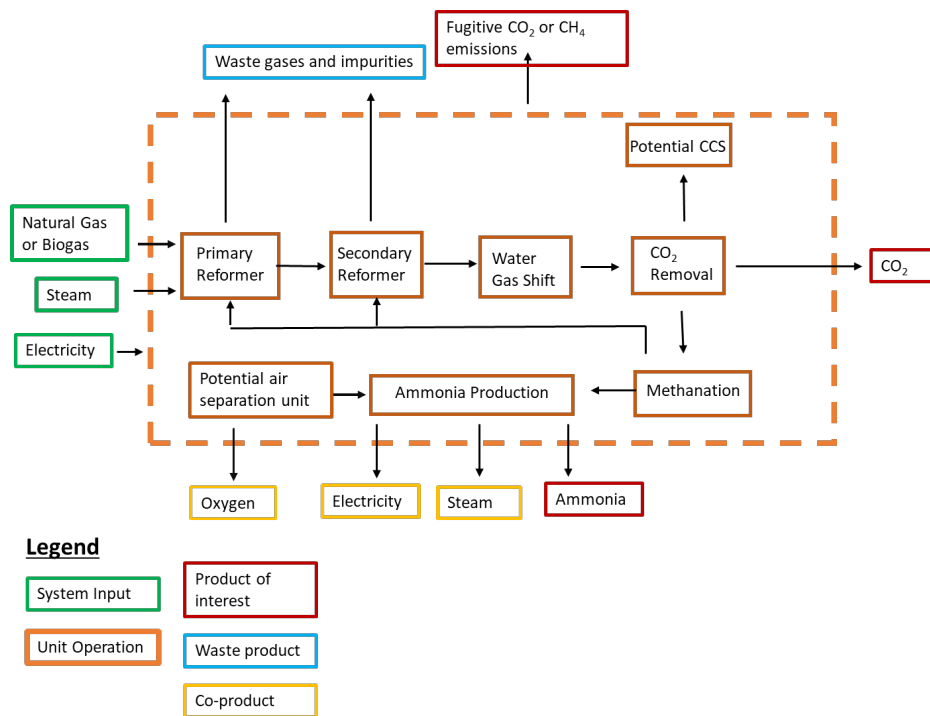 Fugitive CO₂ or CH₄
emissions
Waste gases and impurities
Potential CCS
Natural Gas
or Biogas
Primary
Reformer
Secondary
Reformer
Water
Gas Shift
CO₂
Removal
CO₂
Steam
Electricity
Potential air
separation unit
Ammonia Production
Methanation
Oxygen
Electricity
Steam
Ammonia
Legend
System Input
Product of
interest
Unit Operation
Waste product
Co-product